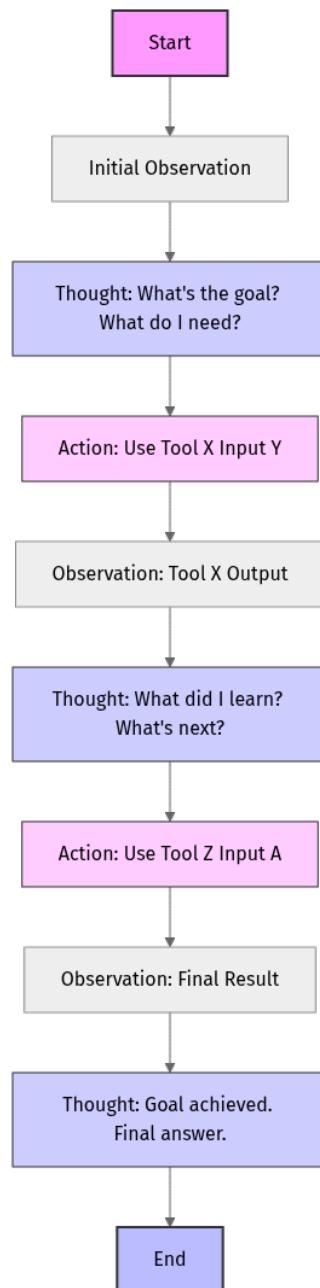 Start
Initial Observation
Thought: What's the goal?
What do I need?
Action: Use Tool X Input Y
Observation: Tool X Output
Thought: What did I learn?
What's next?
Action: Use Tool Z Input A
Observation: Final Result
Thought: Goal achieved.
Final answer.
End